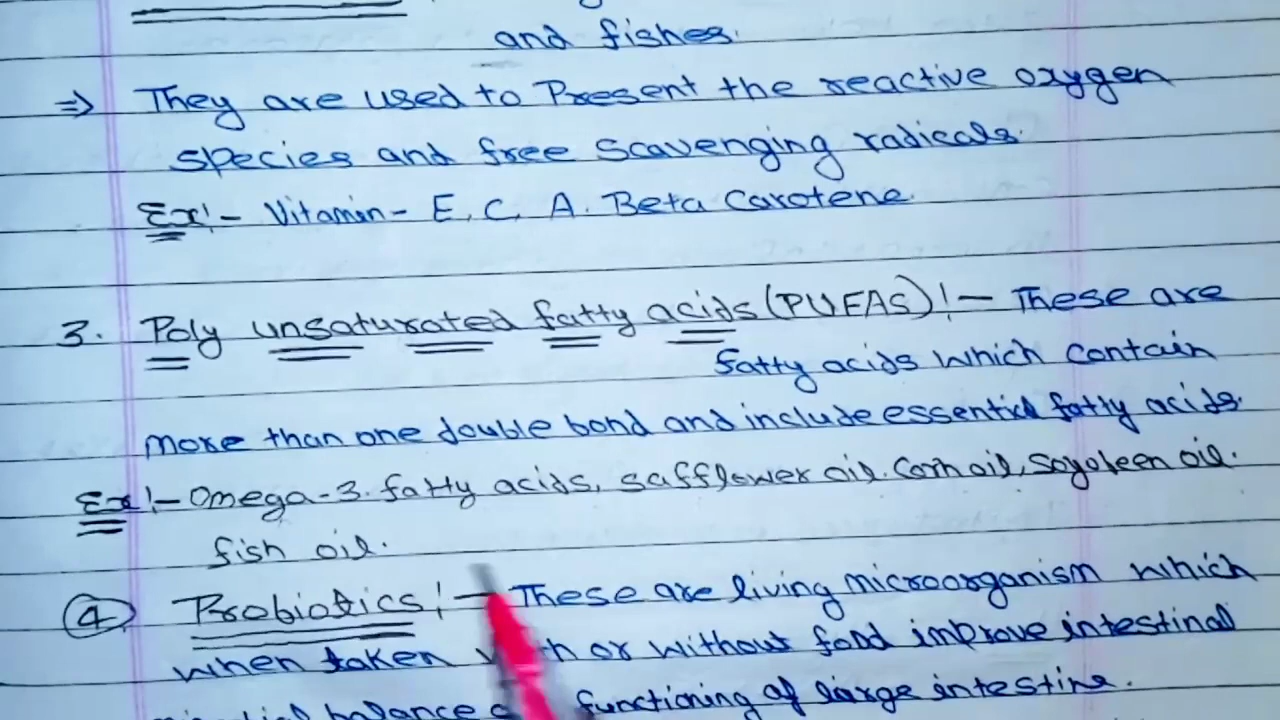 and fishes.
⇒ They are used to Present the reactive oxygen
species and free scavenging radicals.
Ex!- Vitamin- E, C, A. Beta Carotene.
3. Poly unsaturated fatty acids (PUFAS)!- These are
fatty acids which contain
more than one double bond and include essential fatty acids.
Ex!- Omega-3. fatty acids, safflower oil. Corn oil, Soyobeen oil.
fish oil.
4 Probiotics!- These are living microorganism which
when taken or without food improve intestinal
balance functioning of large intestine.